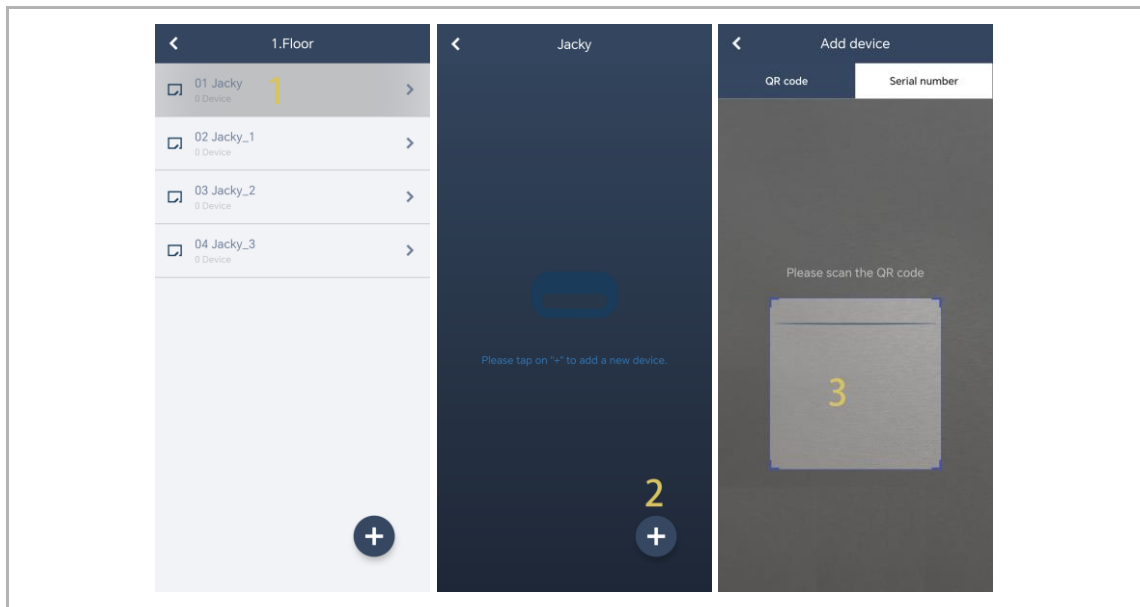 1.Floor
01 Jacky
0 Device
1
02 Jacky_1
0 Device
03 Jacky_2
0 Device
04 Jacky_3
0 Device
+
Jacky
Please tap on "+" to add a new device.
2
+
Add device
QR code
Serial number
Please scan the QR code
3